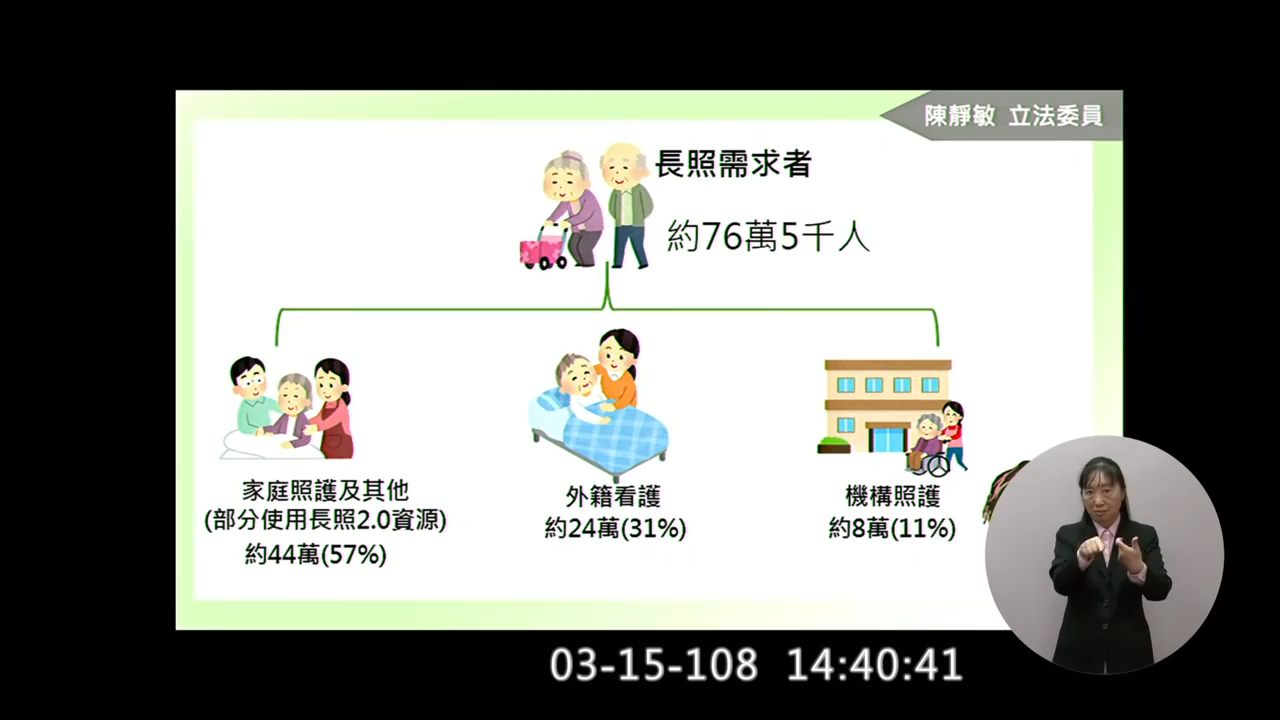 陳靜敏 立法委員
長照需求者
約76萬5千人
家庭照護及其他
(部分使用長照2.0資源)
約44萬(57%)
外籍看護
約24萬(31%)
機構照護
約8萬(11%)
03-15-108 14:40:41